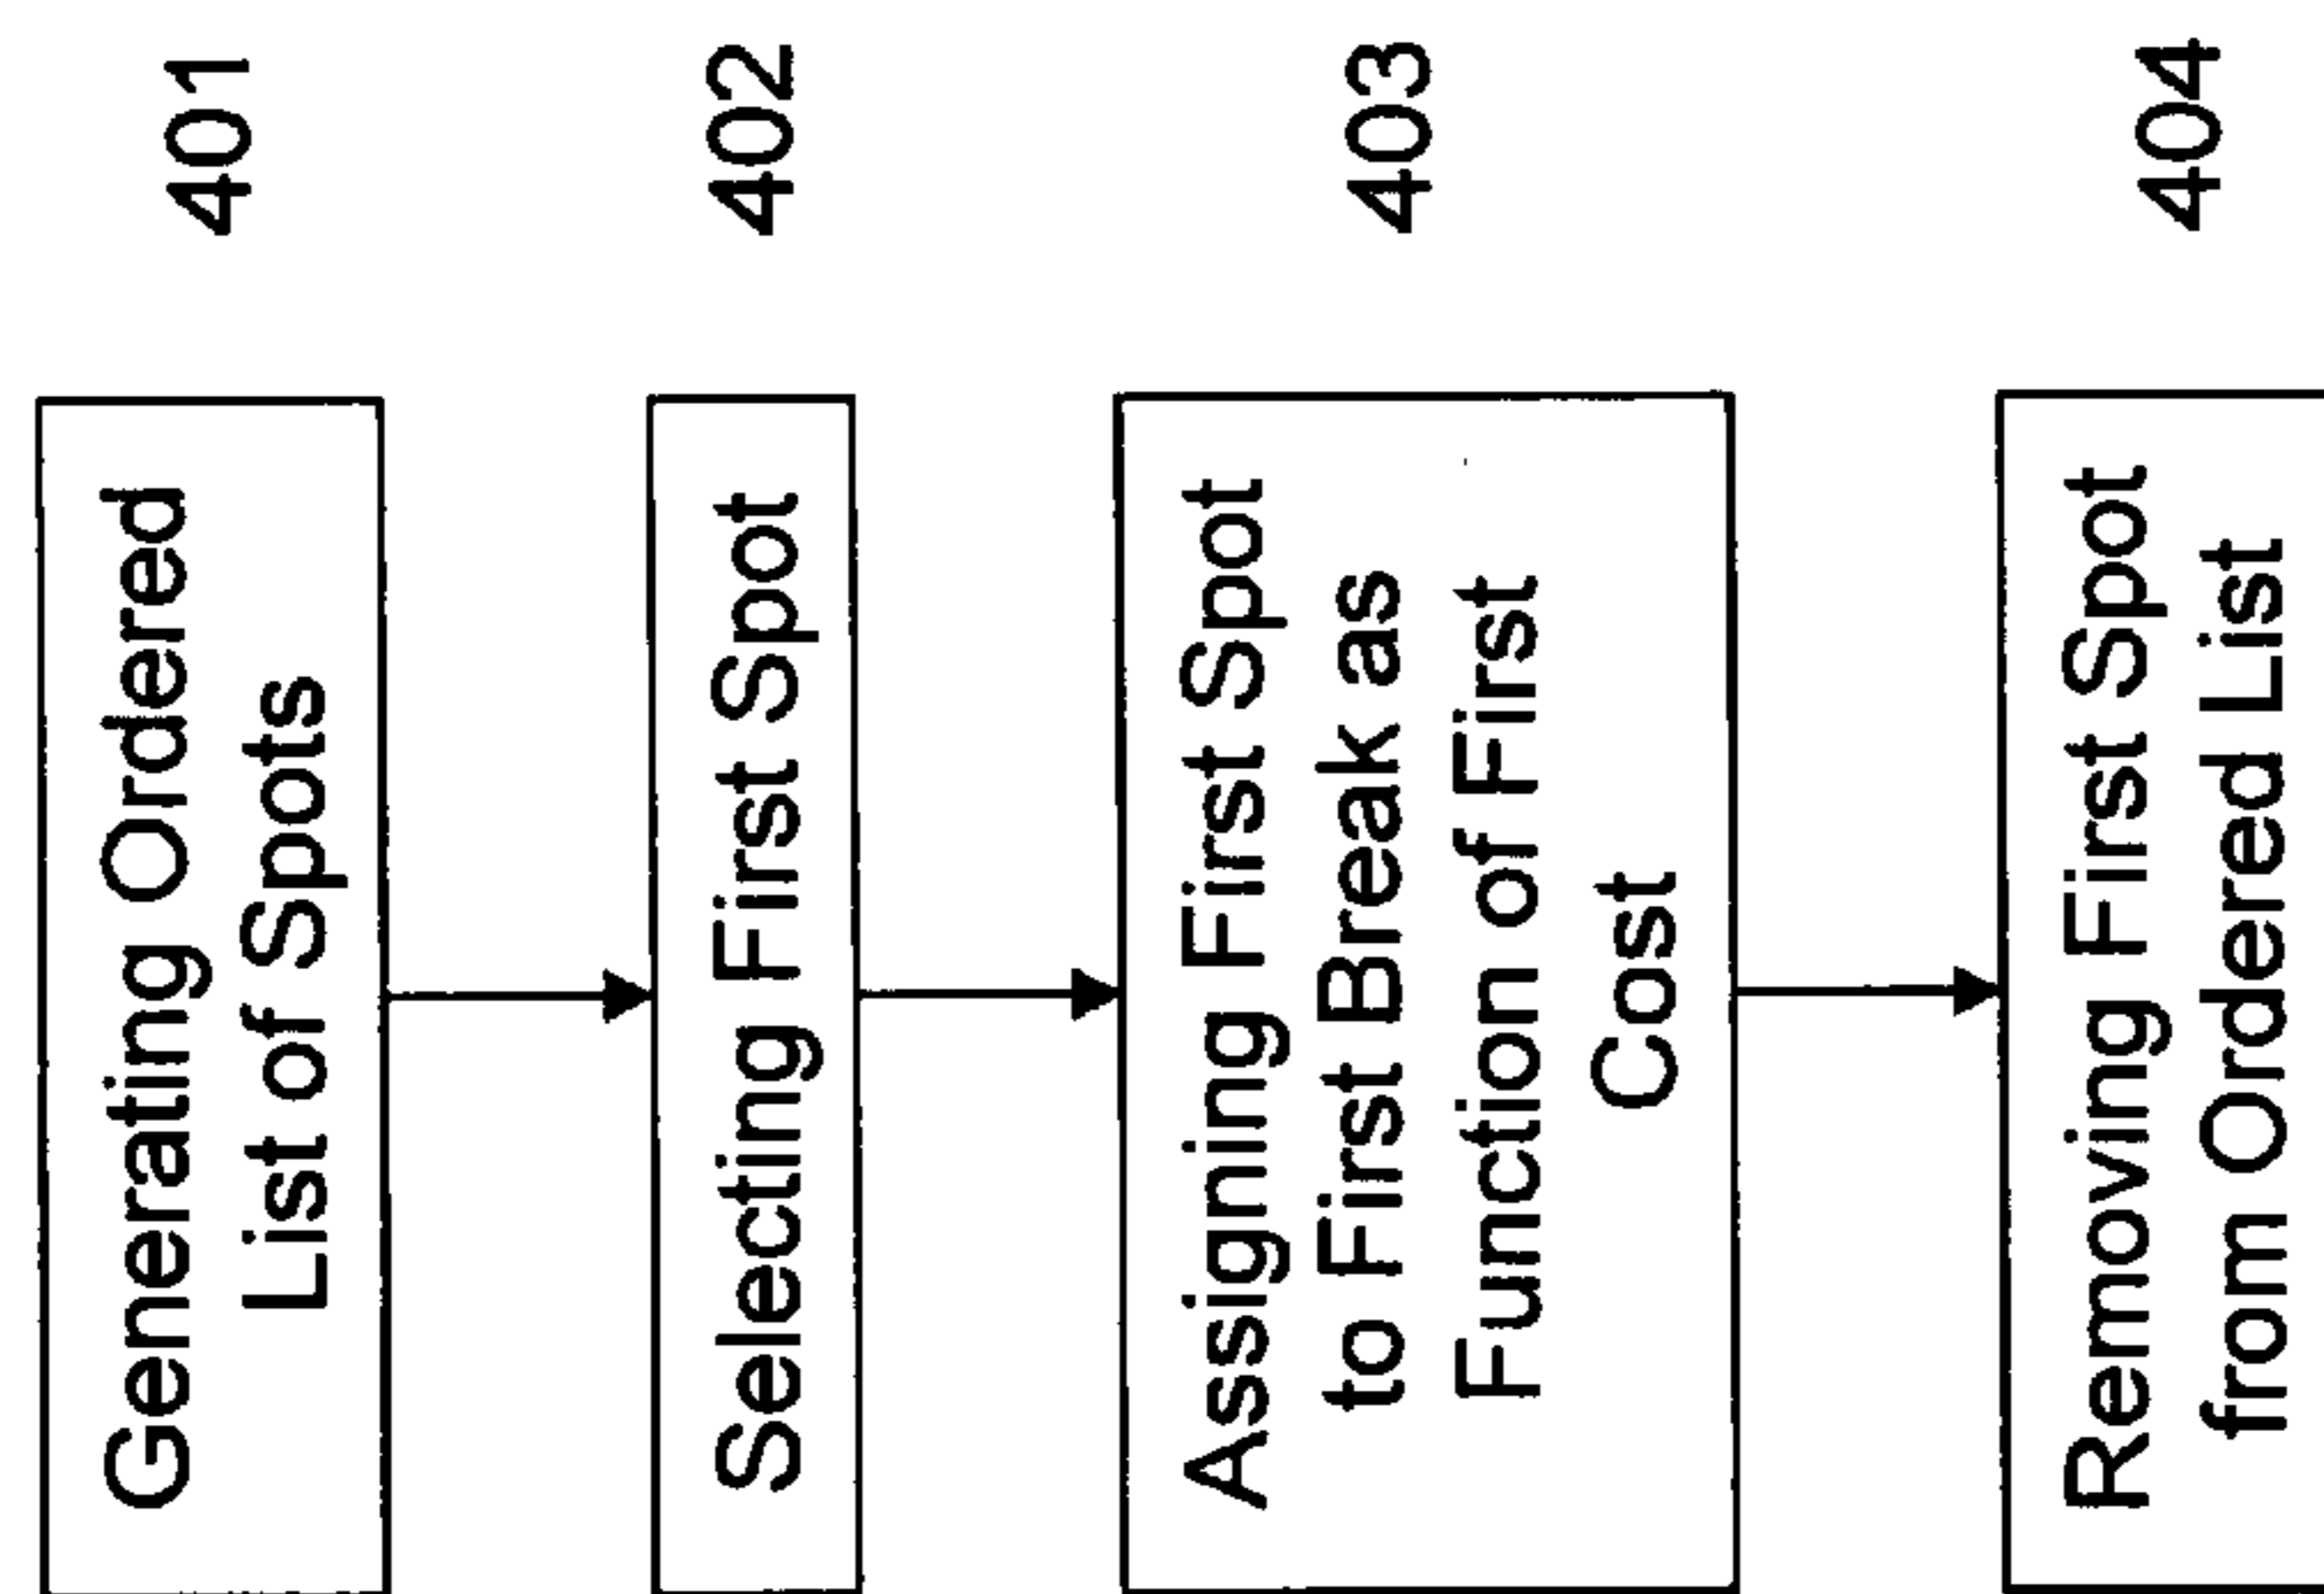 Generating Ordered
List of Spots
401
Selecting First Spot
402
Assigning First Spot
to First Break as
Function of First
Cost
403
Removing First Spot
from Ordered List
404